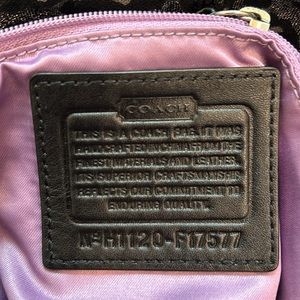 COACH
THIS IS A COACH BAG. IT WAS
HANDCRAFTED IN CHINA FROM THE
FINEST MATERIALS AND LEATHER.
ITS SUPERIOR CRAFTSMANSHIP
REFLECTS OUR COMMITMENT TO
ENDURING QUALITY.
Nº H1120-F17577